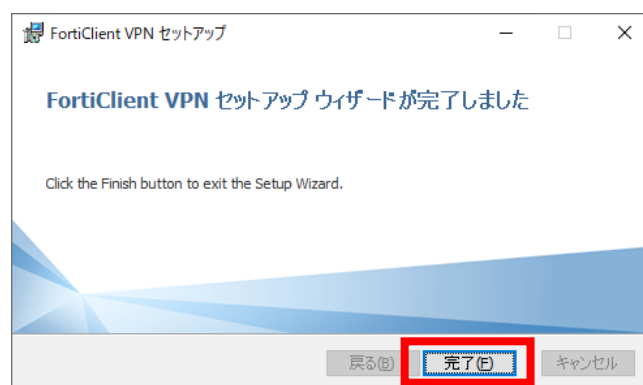 FortiClient VPN セットアップ
FortiClient VPN セットアップ ウィザードが完了しました
Click the Finish button to exit the Setup Wizard.
戻る(B) 完了(F) キャンセル